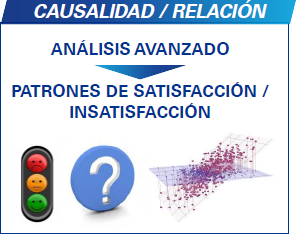 CAUSALIDAD / RELACIÓN
ANÁLISIS AVANZADO
PATRONES DE SATISFACCIÓN /
INSATISFACCIÓN
?